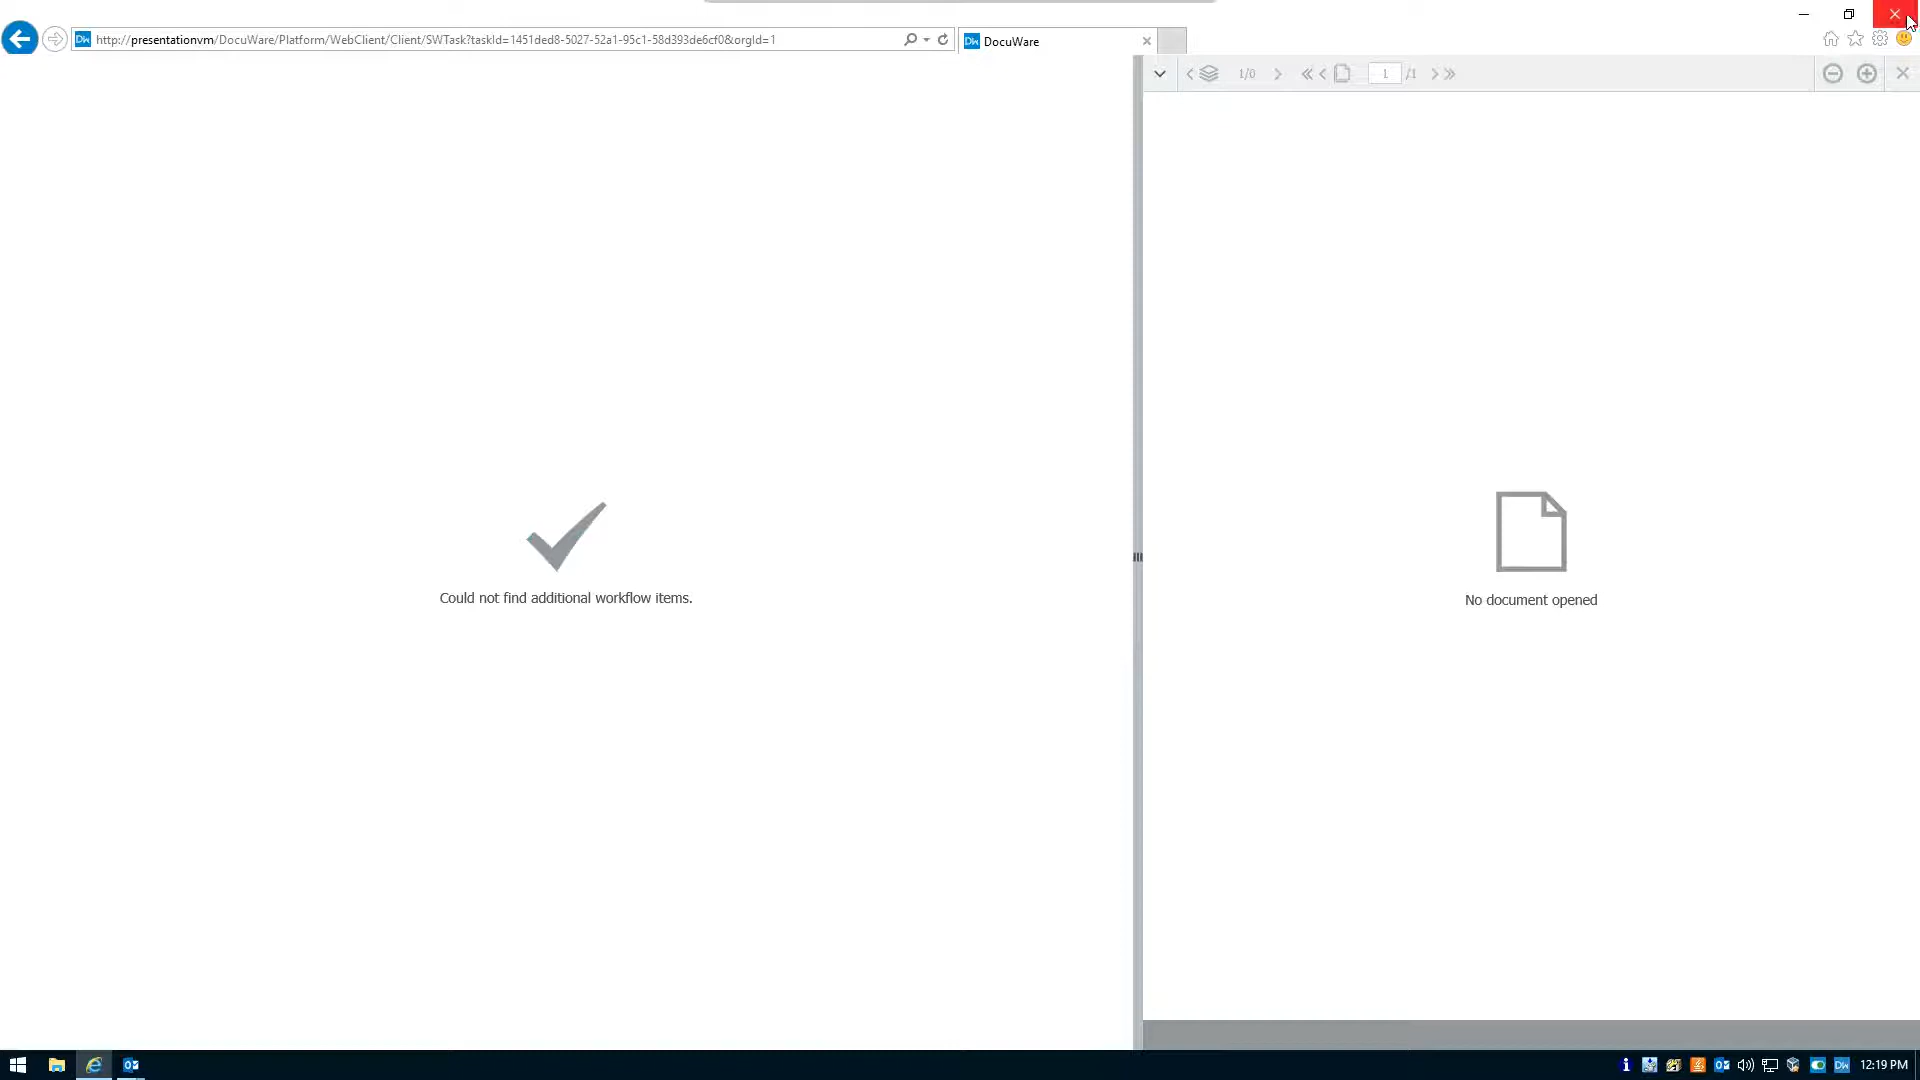 http://presentationvm/DocuWare/Platform/WebClient/Client/SWTask?taskId=1451ded8-5027-52a1-95c1-58d393de6cf0&orgId=1
DocuWare
1/0
1 /1
Could not find additional workflow items.
No document opened
12:19 PM